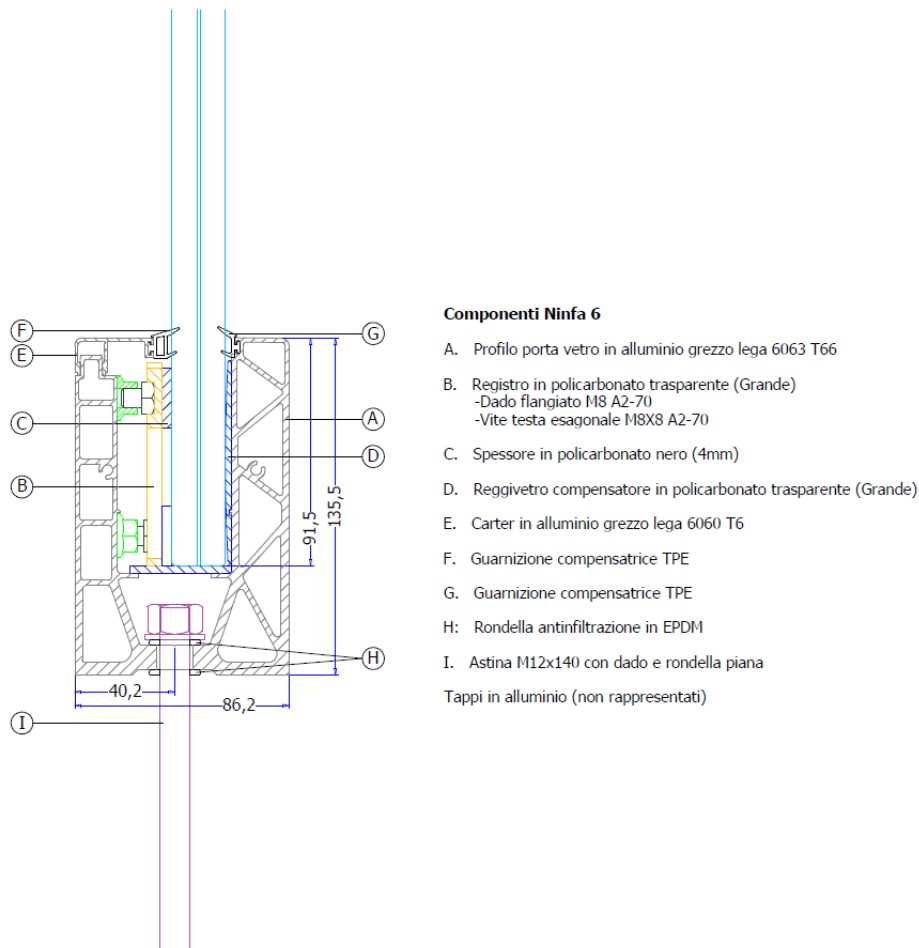 F
G
E
A
C
D
B
91,5
135,5
H
40,2
86,2
I
Componenti Ninfa 6
A. Profilo porta vetro in alluminio grezzo lega 6063 T66
B. Registro in policarbonato trasparente (Grande)
-Dado flangiato M8 A2-70
-Vite testa esagonale M8X8 A2-70
C. Spessore in policarbonato nero (4mm)
D. Reggivetro compensatore in policarbonato trasparente (Grande)
E. Carter in alluminio grezzo lega 6060 T6
F. Guarnizione compensatrice TPE
G. Guarnizione compensatrice TPE
H: Rondella antinfiltrazione in EPDM
I. Astina M12x140 con dado e rondella piana
Tappi in alluminio (non rappresentati)